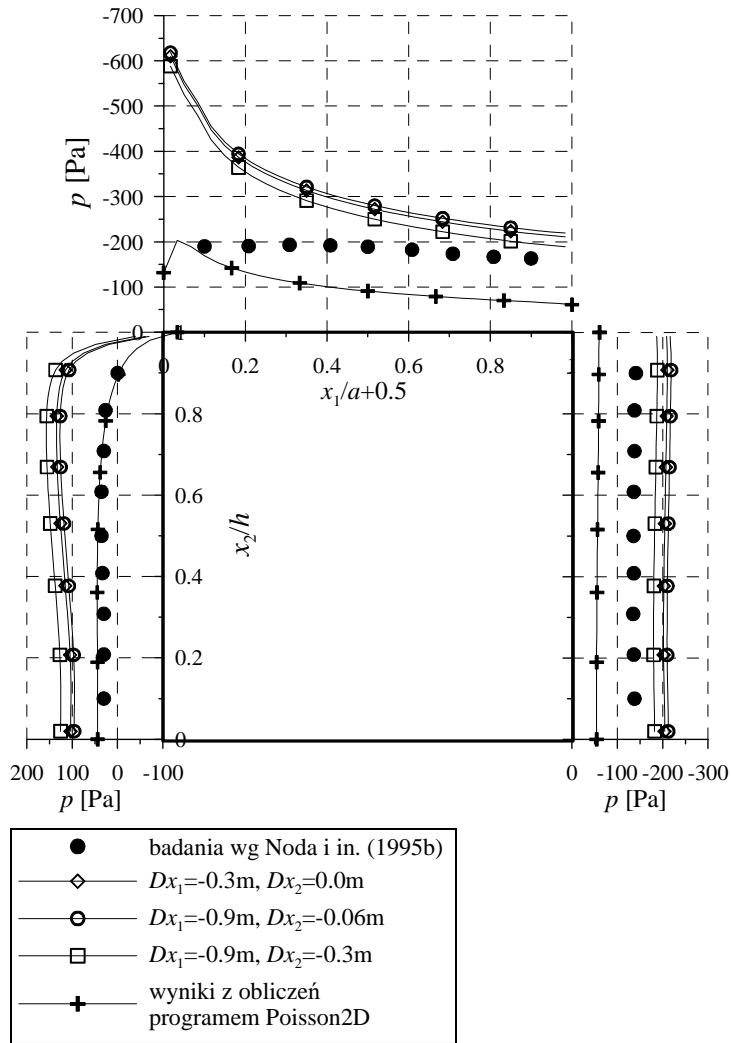 -700
-600
-500
-400
-300
-200
-100
0
p [Pa]
0
0.2
0.4
0.6
0.8
x₁/a+0.5
0.8
0.6
0.4
0.2
0
x₂/h
200 100 0 -100
p [Pa]
0 -100 -200 -300
p [Pa]
badania wg Noda i in. (1995b)
Dx₁=-0.3m, Dx₂=0.0m
Dx₁=-0.9m, Dx₂=-0.06m
Dx₁=-0.9m, Dx₂=-0.3m
wyniki z obliczeń
programem Poisson2D